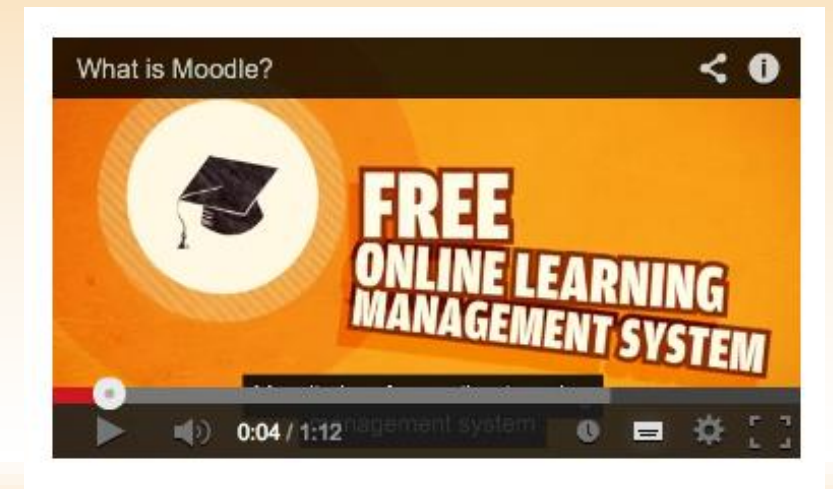 What is Moodle?
FREE
ONLINE LEARNING
MANAGEMENT SYSTEM
management system
0:04 / 1:12